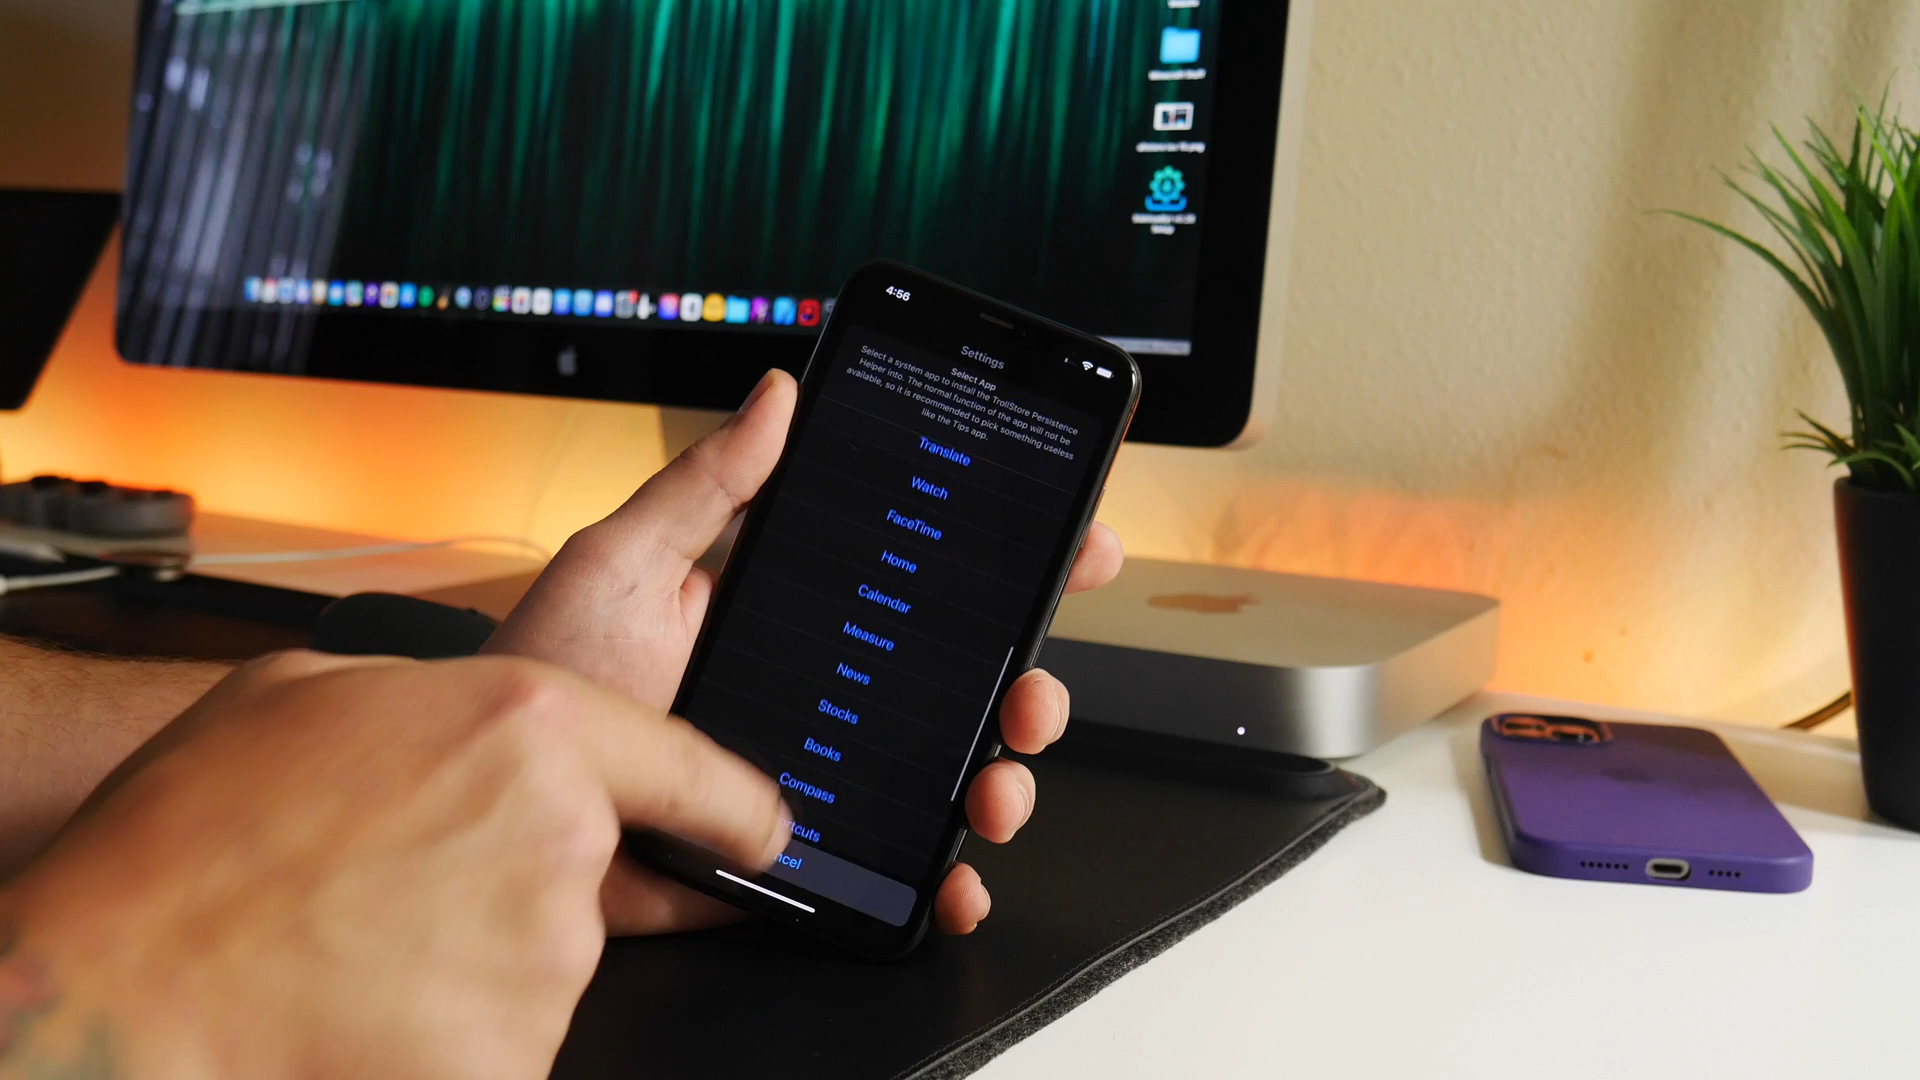 4:56
Settings
Select App
Select a system app to install the TrollStore Persistence
Helper into. The normal function of the app will not be
available, so it is recommended to pick something useless
like the Tips app.
Translate
Watch
FaceTime
Home
Calendar
Measure
News
Stocks
Books
Compass
rtcuts
ncel